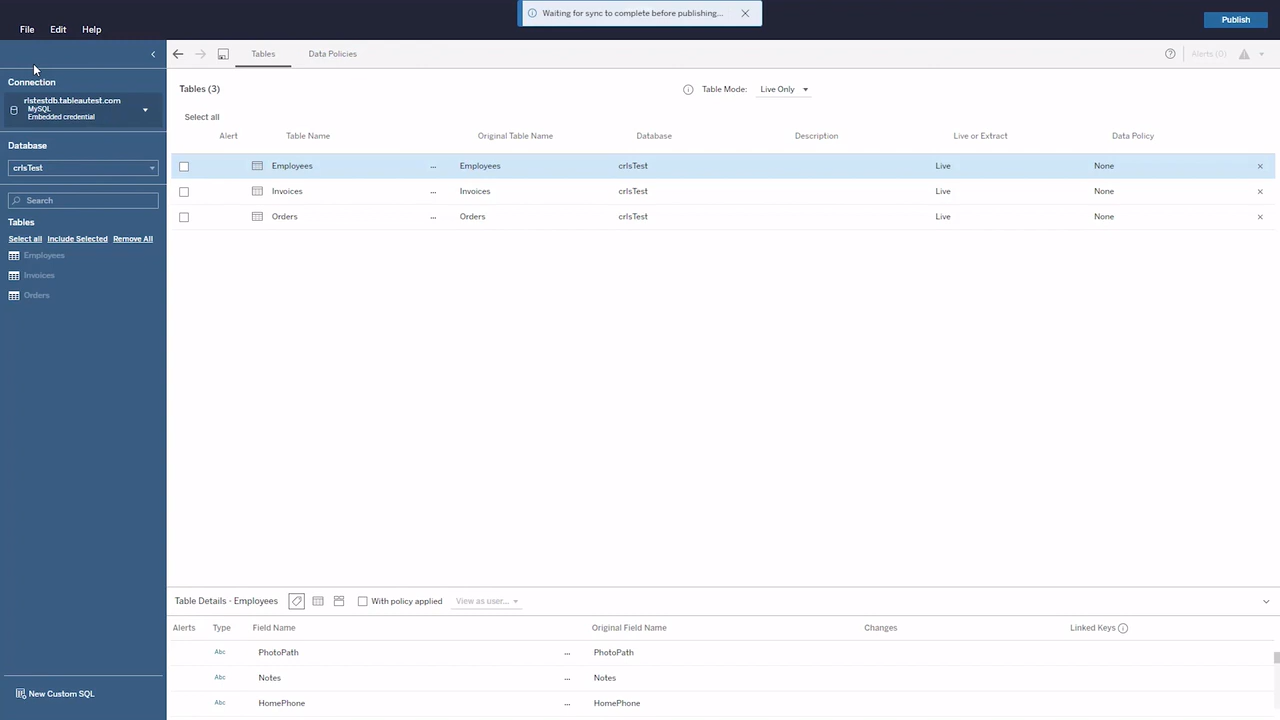 Waiting for sync to complete before publishing...
Publish
File Edit Help
Tables Data Policies Alerts (0)
Connection
rlstestdb.tableautest.com
MySQL
Embedded credential
Database
crlsTest
Search
Tables
Select all Include Selected Remove All
Employees
Invoices
Orders
New Custom SQL
Tables (3) Table Mode: Live Only
Select all
Alert Table Name Original Table Name Database Description Live or Extract Data Policy
Employees ... Employees crlsTest Live None
Invoices ... Invoices crlsTest Live None
Orders ... Orders crlsTest Live None
Table Details - Employees With policy applied View as user...
Alerts Type Field Name Original Field Name Changes Linked Keys
Abc PhotoPath ... PhotoPath
Abc Notes ... Notes
Abc HomePhone ... HomePhone